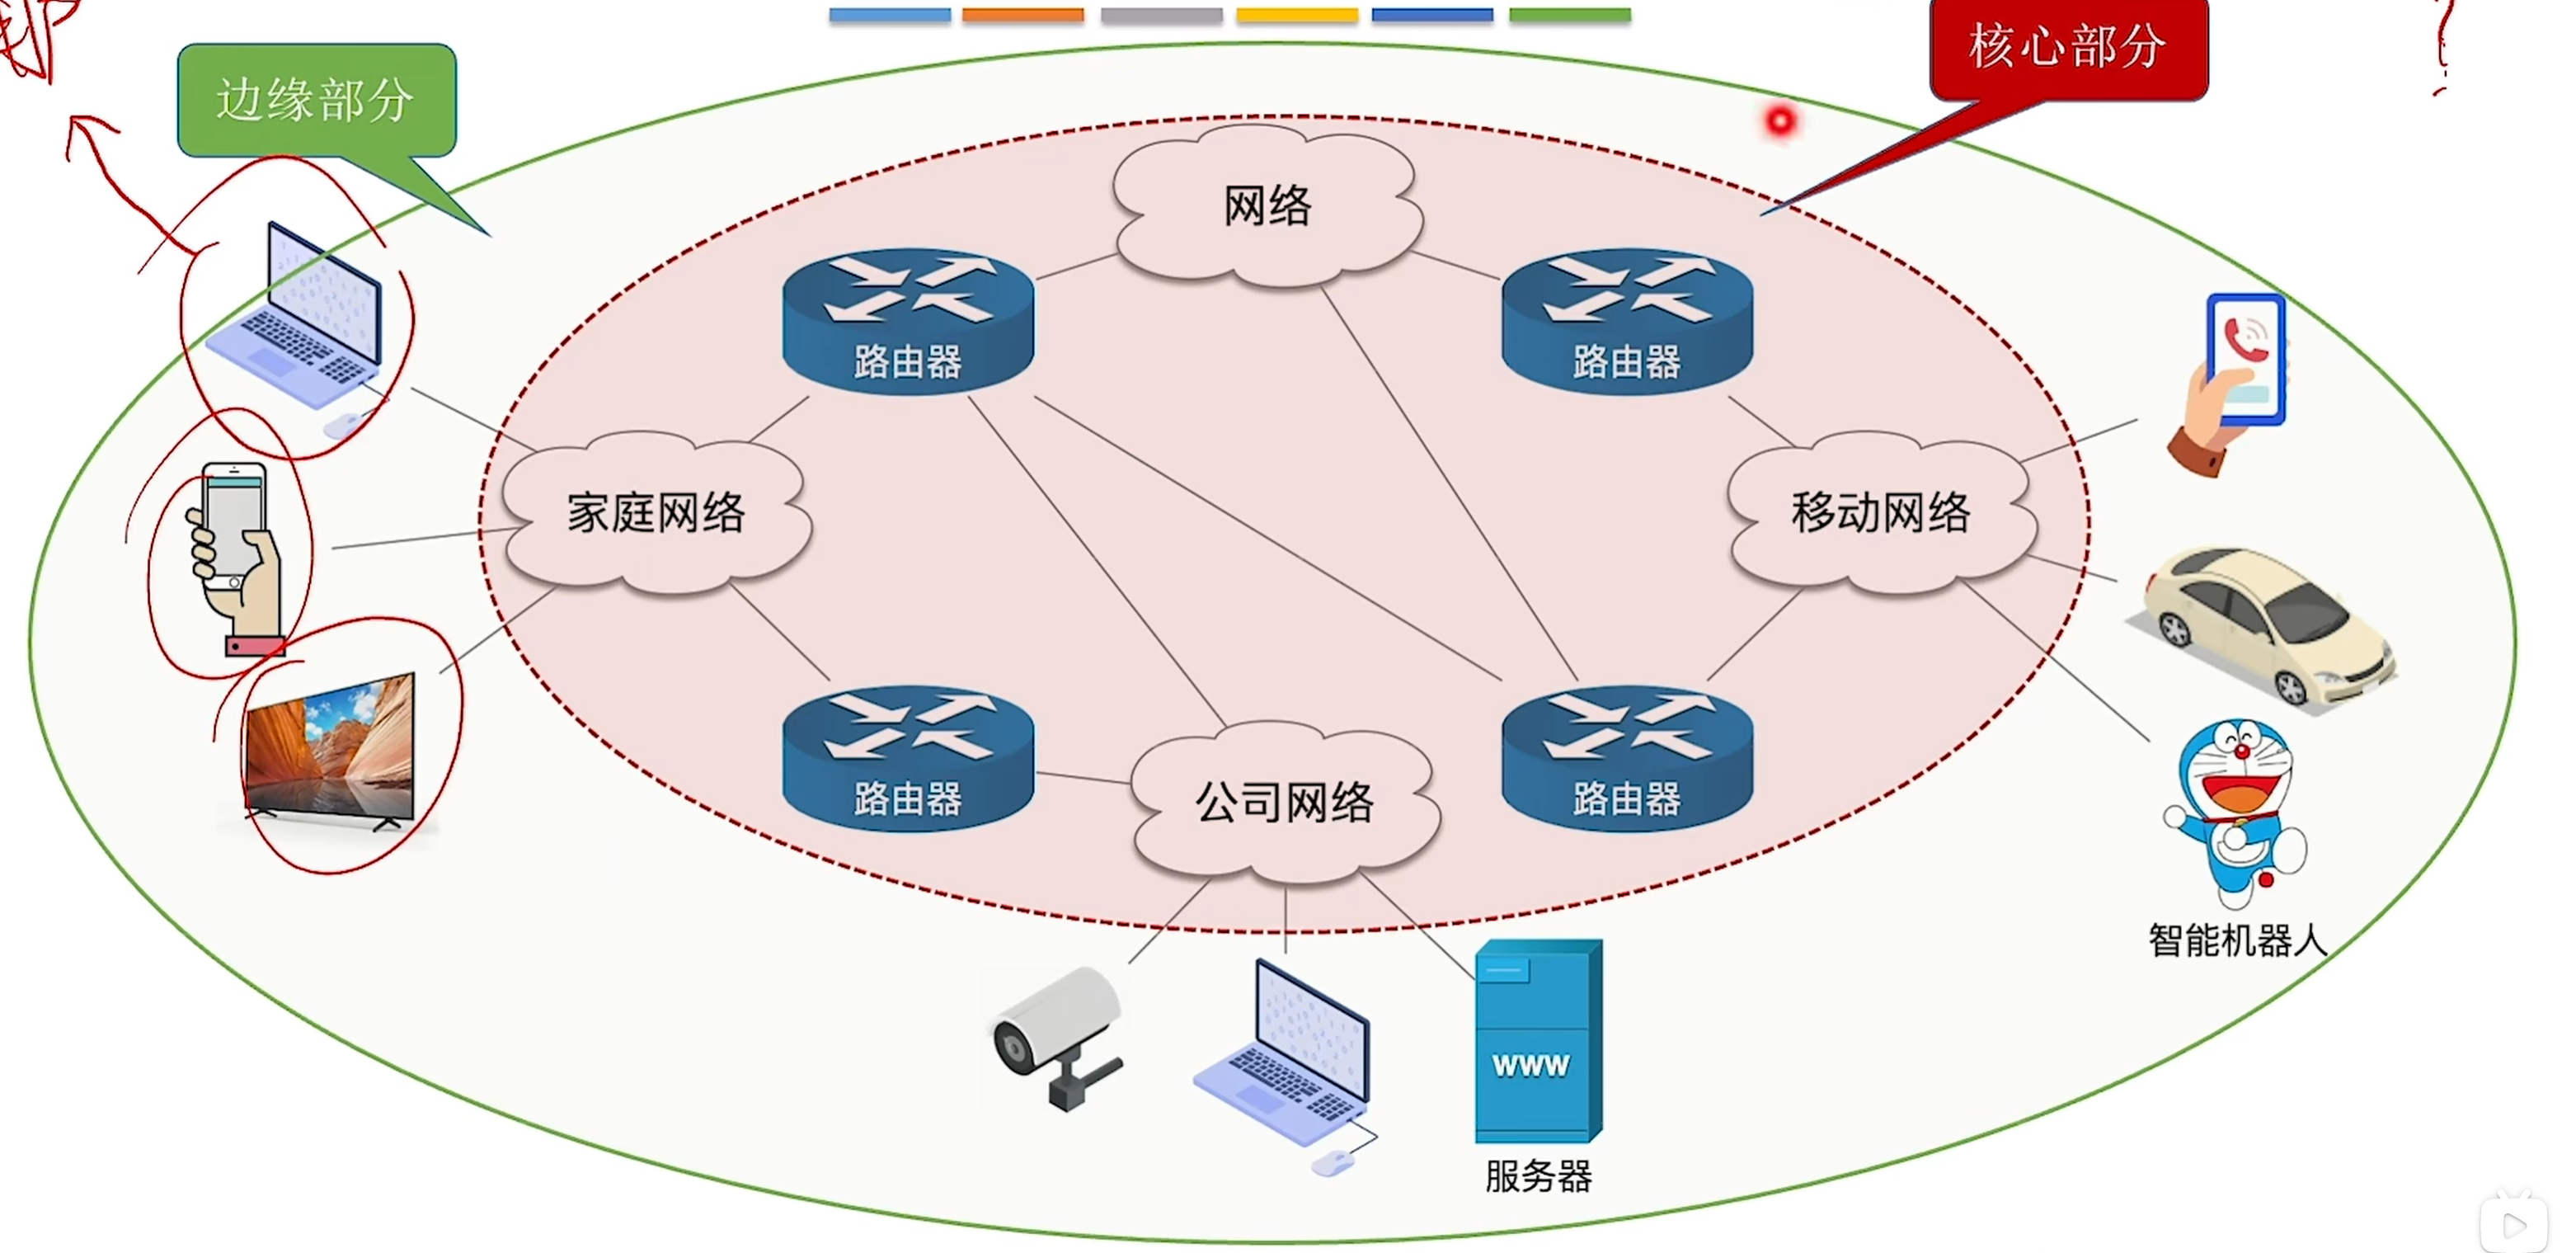 核心部分
边缘部分
网络
路由器
路由器
家庭网络
移动网络
路由器
公司网络
路由器
智能机器人
www
服务器